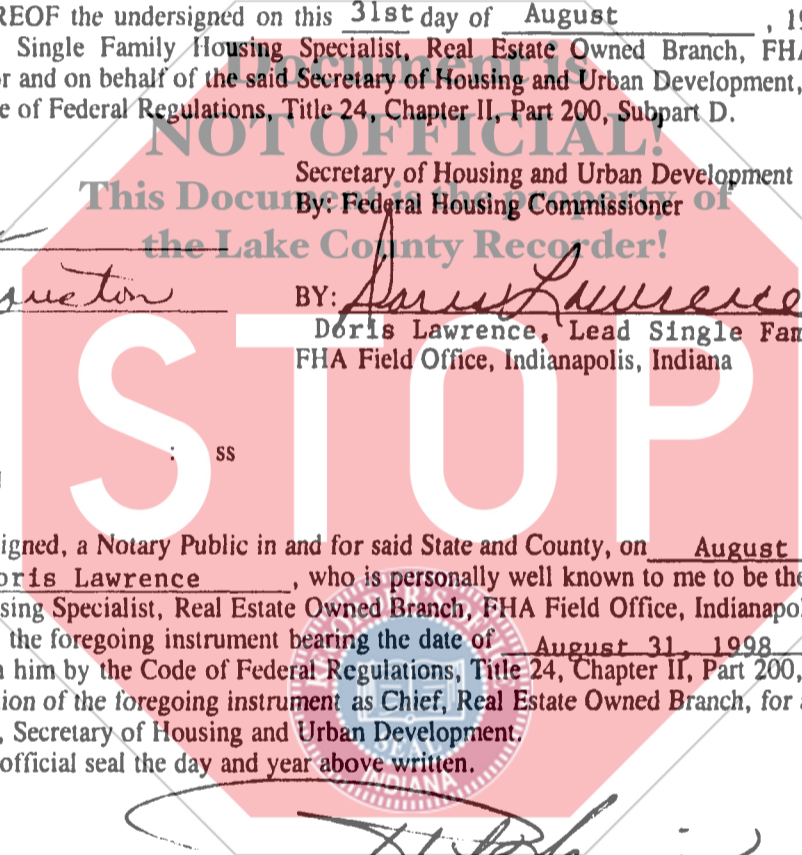 REOF the undersigned on this 31st day of August , 1
Single Family Housing Specialist, Real Estate Owned Branch, FHA
or and on behalf of the said Secretary of Housing and Urban Development,
e of Federal Regulations, Title 24, Chapter II, Part 200, Subpart D.
Document is
NOT OFFICIAL!
This Document is the property of
the Lake County Recorder!
Secretary of Housing and Urban Development
By: Federal Housing Commissioner
BY: Doris Lawrence
Doris Lawrence, Lead Single Fam
FHA Field Office, Indianapolis, Indiana
STOP
: ss
igned, a Notary Public in and for said State and County, on August
oris Lawrence , who is personally well known to me to be the
sing Specialist, Real Estate Owned Branch, FHA Field Office, Indianapol
the foregoing instrument bearing the date of August 31, 1998
n him by the Code of Federal Regulations, Title 24, Chapter II, Part 200,
tion of the foregoing instrument as Chief, Real Estate Owned Branch, for a
, Secretary of Housing and Urban Development.
official seal the day and year above written.
SEAL
INDIANA